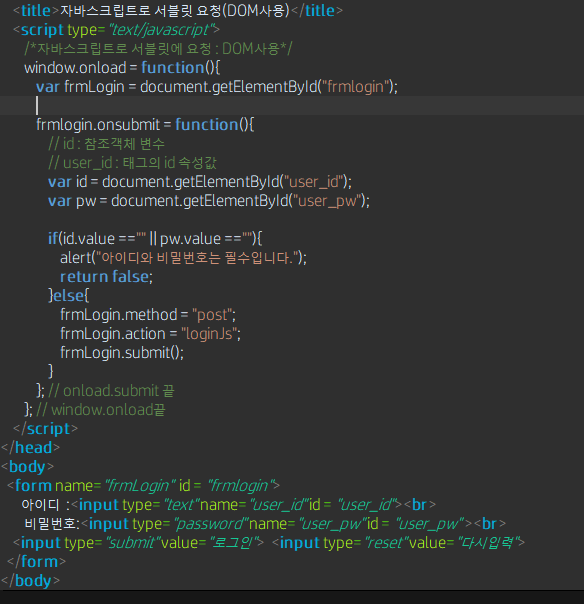 <title>자바스크립트로 서블릿 요청(DOM사용)</title>
<script type="text/javascript">
/*자바스크립트로 서블릿에 요청 : DOM사용*/
window.onload = function(){
var frmLogin = document.getElementById("frmlogin");
frmlogin.onsubmit = function(){
// id : 참조객체 변수
// user_id : 태그의 id 속성값
var id = document.getElementById("user_id");
var pw = document.getElementById("user_pw");
if(id.value =="" || pw.value ==""){
alert("아이디와 비밀번호는 필수입니다.");
return false;
}else{
frmLogin.method = "post";
frmLogin.action = "loginJs";
frmLogin.submit();
}
}; // onload.submit 끝
}; // window.onload끝
</script>
</head>
<body>
<form name="frmLogin" id = "frmlogin">
아이디 :<input type="text"name="user_id"id = "user_id"><br>
비밀번호:<input type="password"name="user_pw"id = "user_pw"><br>
<input type="submit"value="로그인"> <input type="reset"value="다시입력">
</form>
</body>